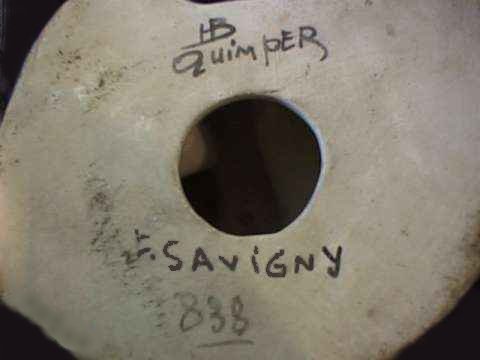 HB
Quimper
F. SAVIGNY
838